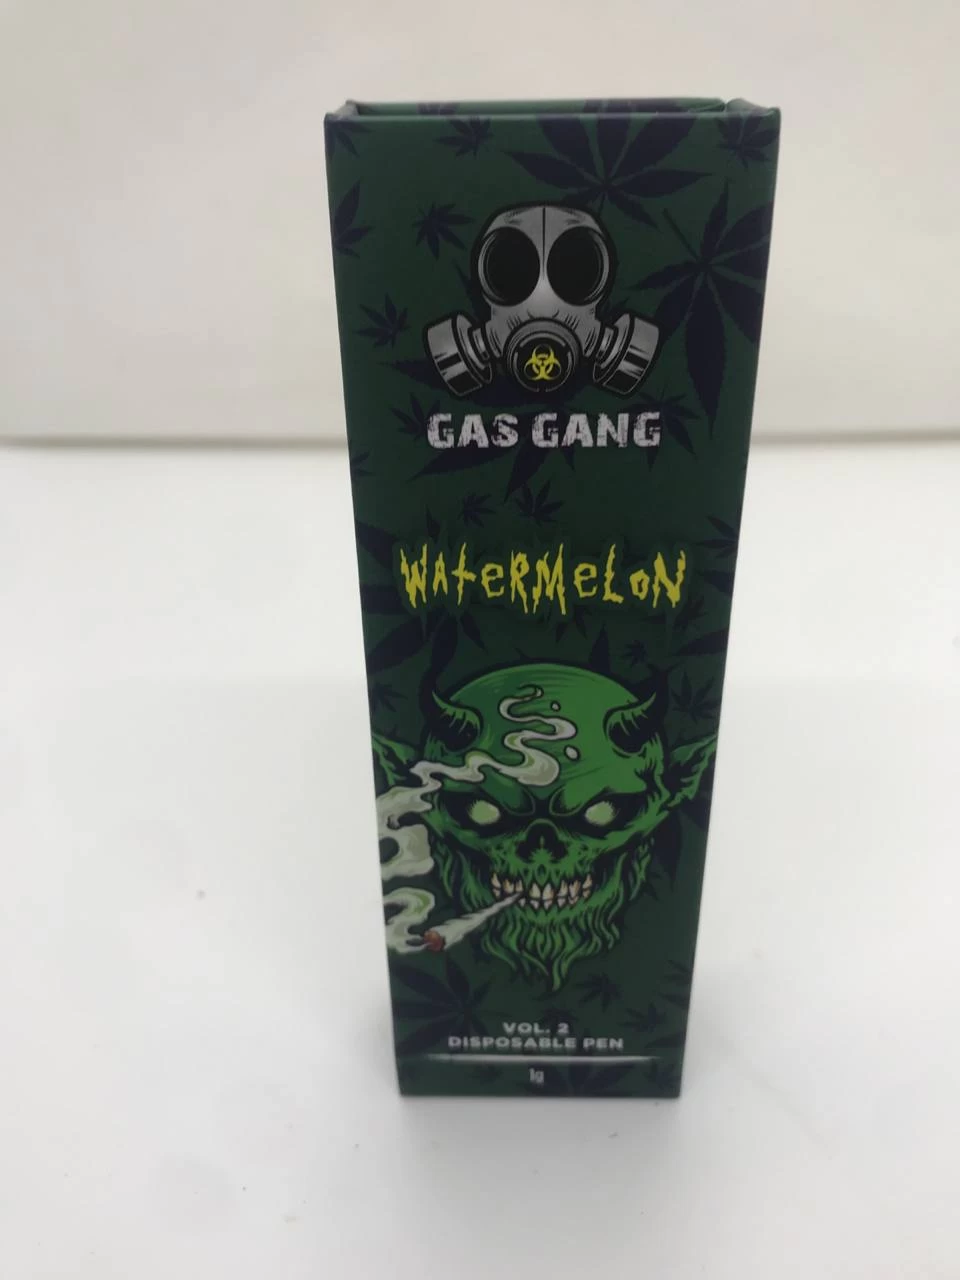 GAS GANG
WATERMELON
VOL. 2
DISPOSABLE PEN
1g